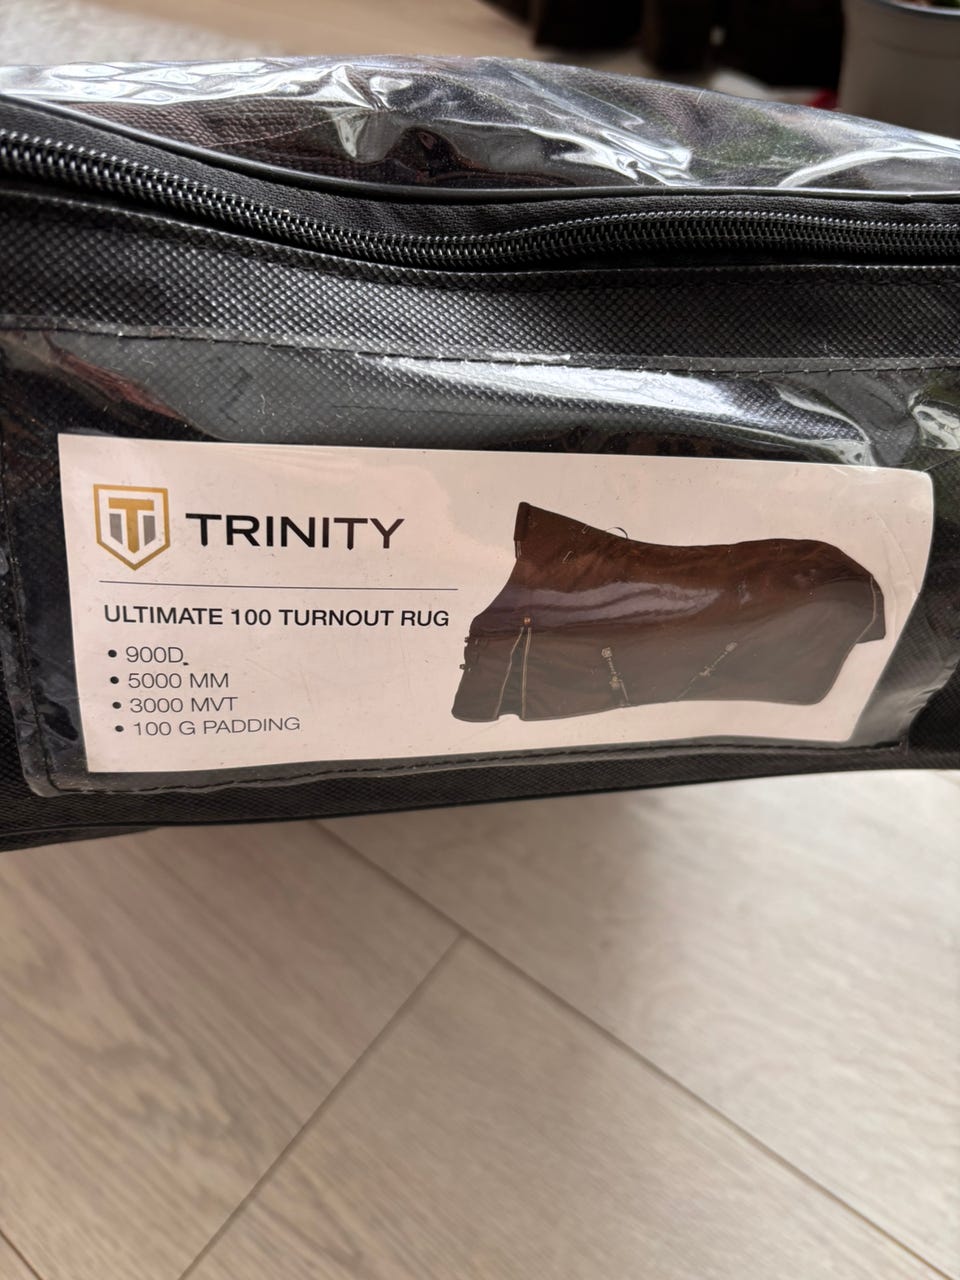 TRINITY
ULTIMATE 100 TURNOUT RUG
• 900D
• 5000 MM
• 3000 MVT
• 100 G PADDING